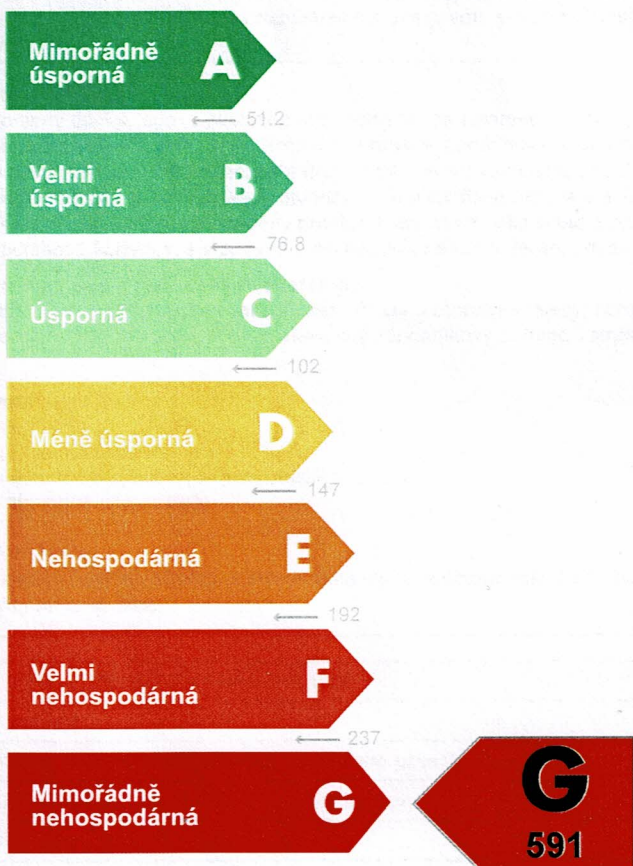 Mimořádně
úsporná
A
51.2
Velmi
úsporná
B
76.8
Úsporná
C
102
Méně úsporná
D
147
Nehospodárná
E
192
Velmi
nehospodárná
F
237
Mimořádně
nehospodárná
G
G
591